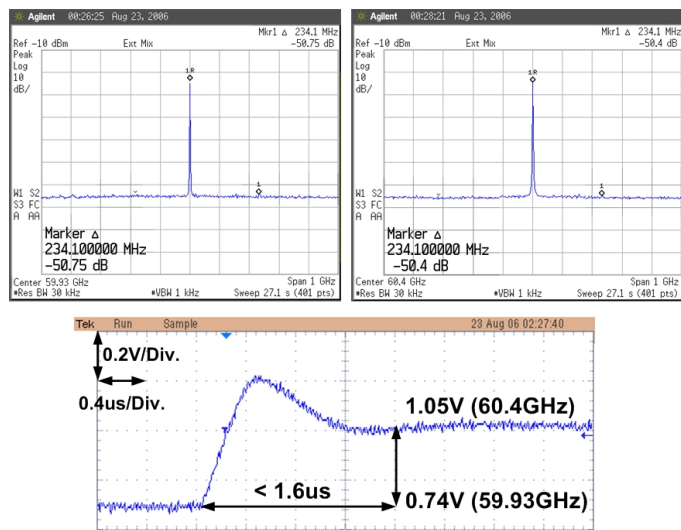 Agilent 00:26:25 Aug 23, 2006
Mkr1 Δ 234.1 MHz
Ref -10 dBm Ext Mix -50.75 dB
Peak
Log
10
dB/
1R
1
W1 S2
S3 FC
A AA
Marker Δ
234.100000 MHz
-50.75 dB
Center 59.93 GHz Span 1 GHz
#Res BW 30 kHz #VBW 1 kHz Sweep 27.1 s (401 pts)
Agilent 00:28:21 Aug 23, 2006
Mkr1 Δ 234.1 MHz
Ref -10 dBm Ext Mix -50.4 dB
Peak
Log
10
dB/
1R
1
W1 S2
S3 FC
A AA
Marker Δ
234.100000 MHz
-50.4 dB
Center 60.4 GHz Span 1 GHz
#Res BW 30 kHz #VBW 1 kHz Sweep 27.1 s (401 pts)
Tek Run Sample 23 Aug 06 02:27:40
0.2V/Div.
0.4us/Div.
1.05V (60.4GHz)
T
< 1.6us
0.74V (59.93GHz)